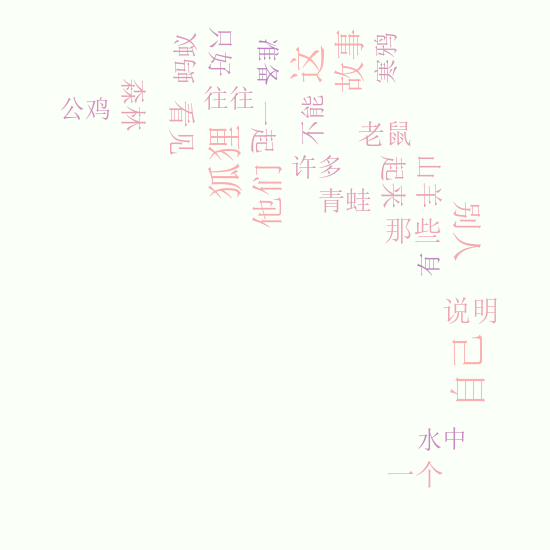 蚂蚁
只好
准备
这
故事
寒鸦
森林
公鸡
看见
往往
一起
不能
老鼠
狐狸
他们
许多
青蛙
起来
山羊
那些
别人
有
说明
自己
水中
一个